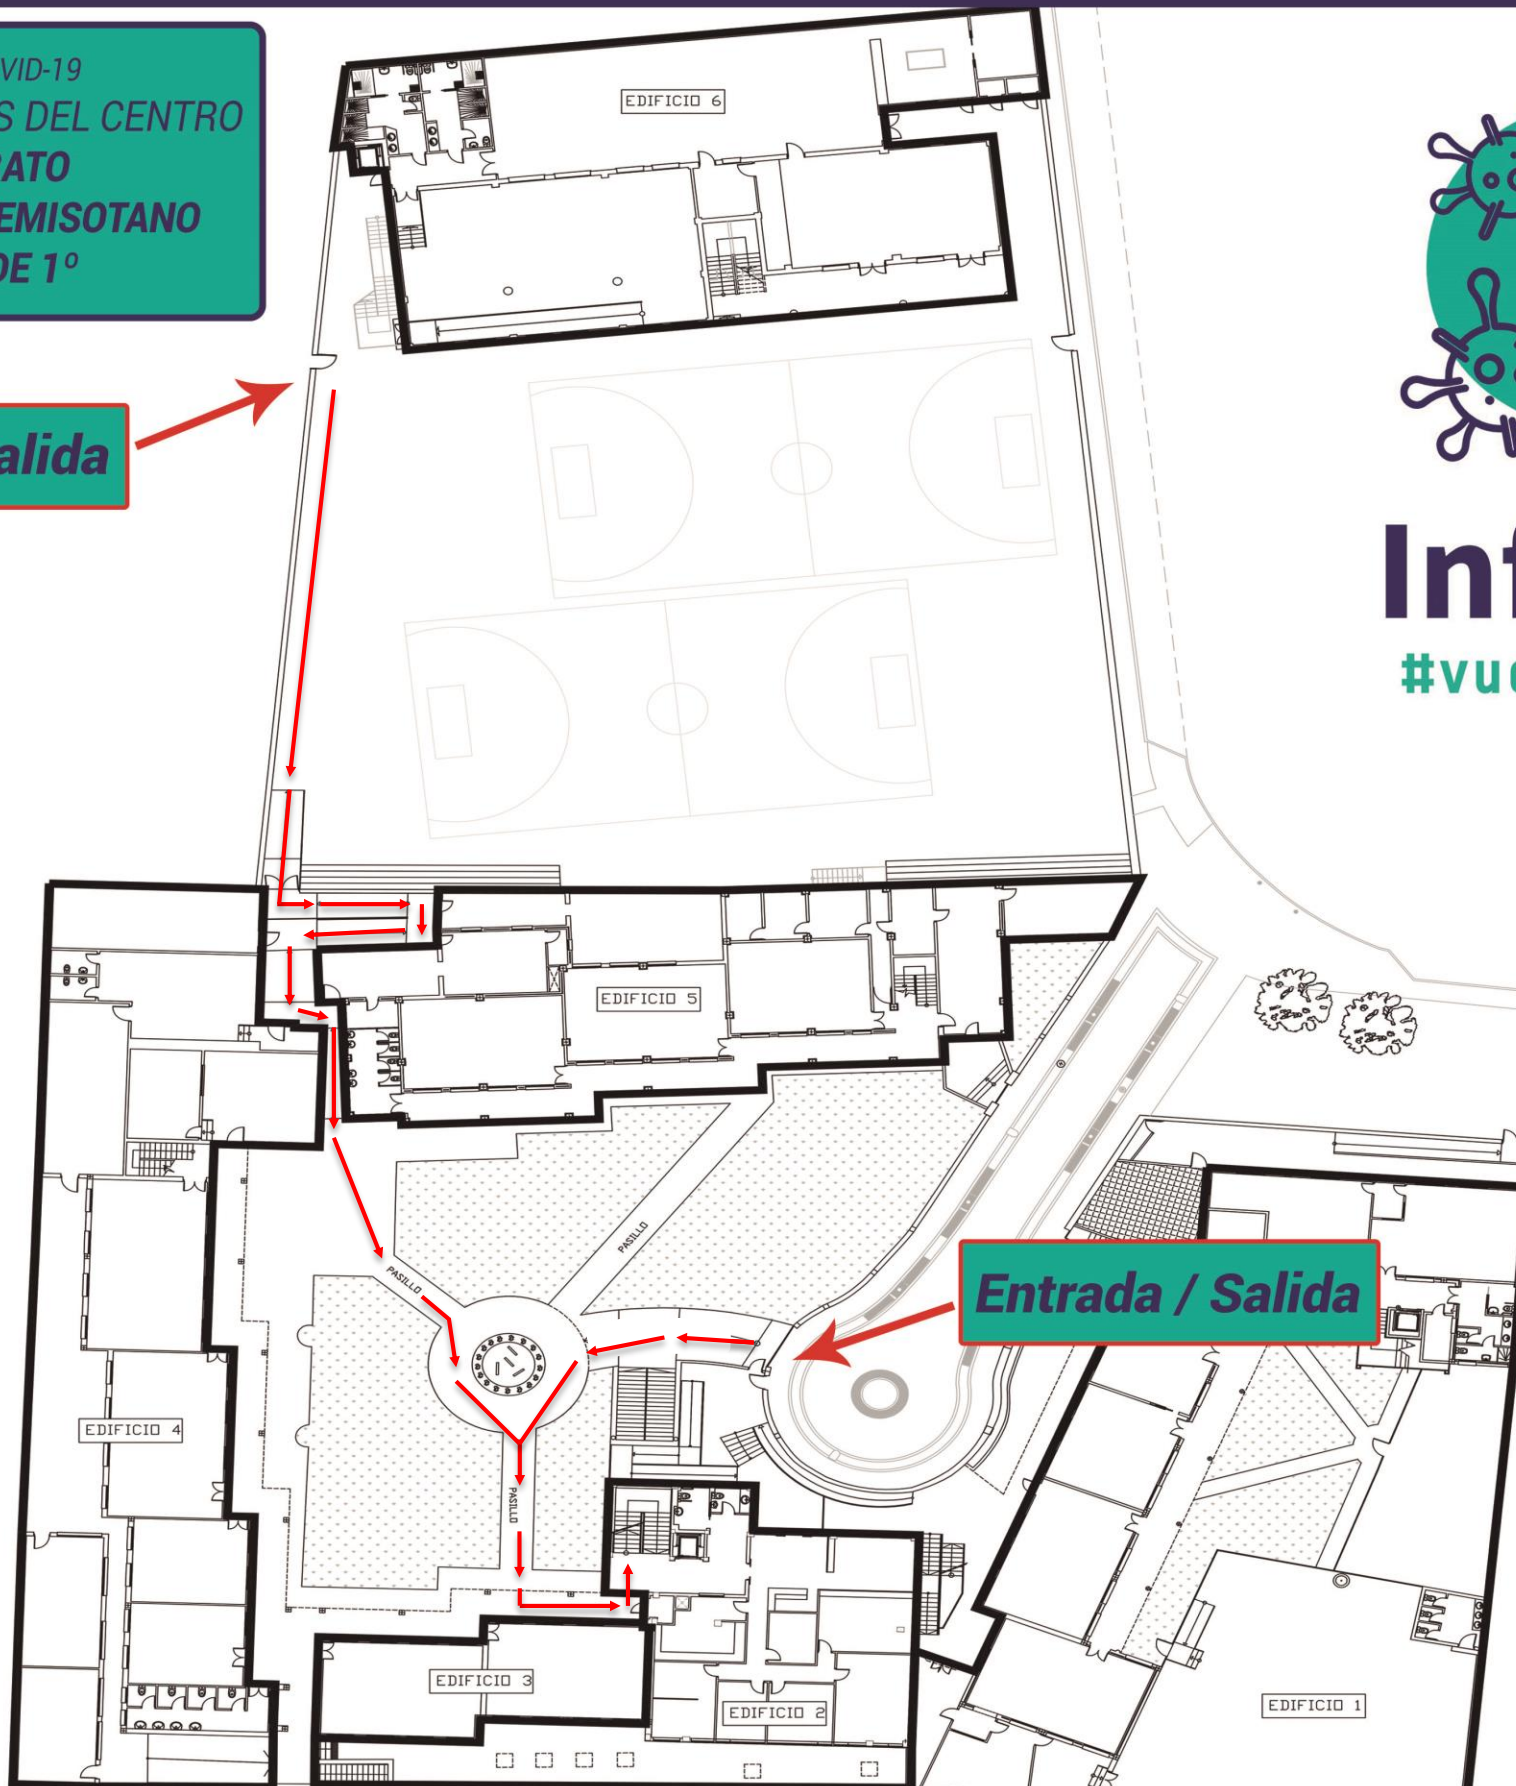 VID-19
S DEL CENTRO
RATO
EMISOTANO
DE 1º
EDIFICIO 6
alida
Inf
#vue
EDIFICIO 5
PASILLO
PASILLO
Entrada / Salida
EDIFICIO 4
PASILLO
EDIFICIO 3
EDIFICIO 2
EDIFICIO 1